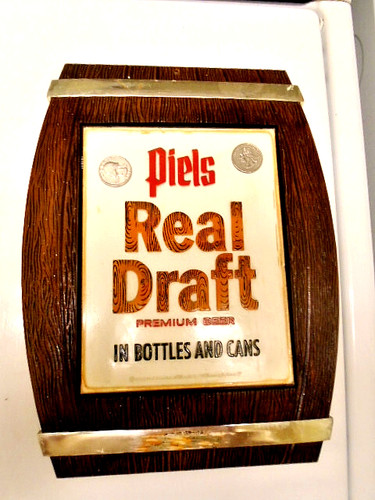 Piels
Real
Draft
PREMIUM BEER
IN BOTTLES AND CANS